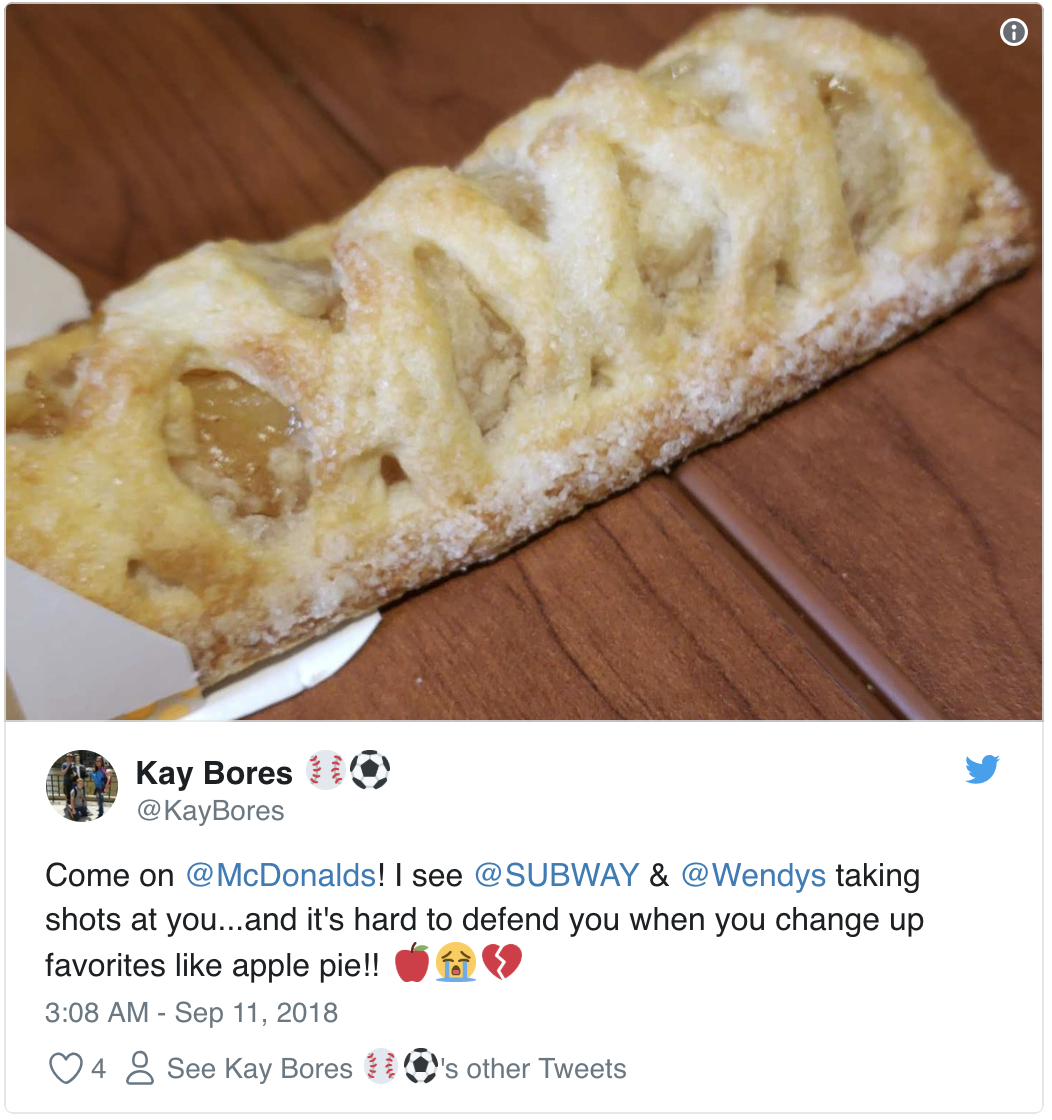 Kay Bores ⚾⚽
@KayBores
Come on @McDonalds! I see @SUBWAY & @Wendys taking
shots at you...and it's hard to defend you when you change up
favorites like apple pie!! 🍎😭💔
3:08 AM - Sep 11, 2018
4 See Kay Bores ⚾⚽'s other Tweets